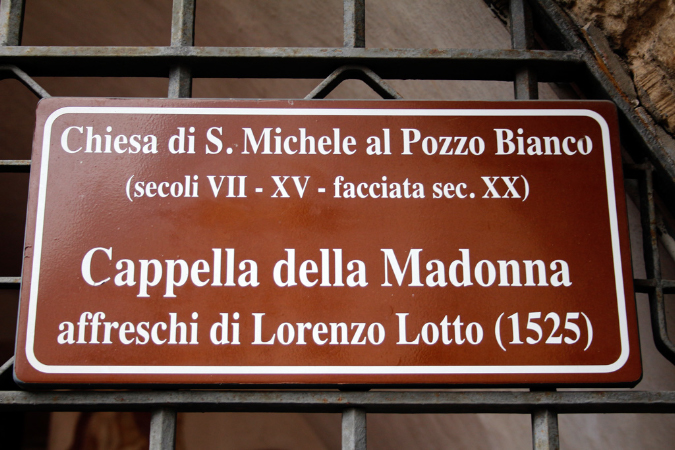 Chiesa di S. Michele al Pozzo Bianco
(secoli VII - XV - facciata sec. XX)
Cappella della Madonna
affreschi di Lorenzo Lotto (1525)